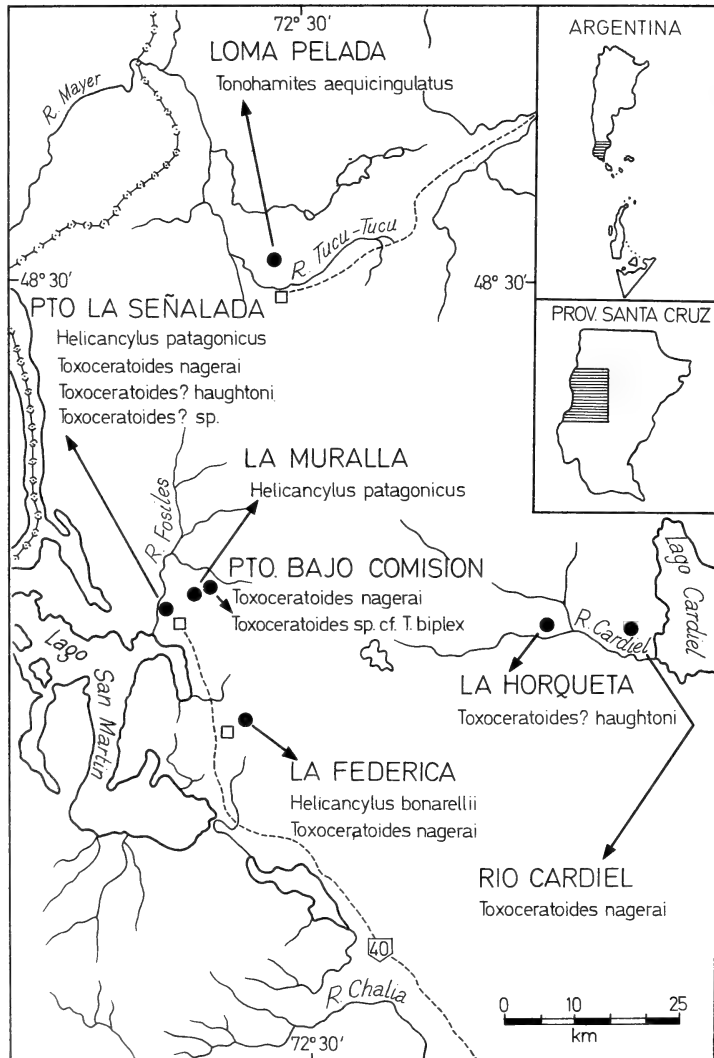 72° 30'
LOMA PELADA
Tonohamites aequicingulatus
R. Mayer
R. Tucu-Tucu
48° 30'
48° 30'
ARGENTINA
PROV. SANTA CRUZ
PTO LA SEÑALADA
Helicancylus patagonicus
Toxoceratoides nagerai
Toxoceratoides? haughtoni
Toxoceratoides? sp.
LA MURALLA
Helicancylus patagonicus
R. Fosiles
PTO. BAJO COMISION
Toxoceratoides nagerai
Toxoceratoides sp. cf. T. biplex
Lago
San Martin
Lago
Cardiel
R. Cardiel
LA HORQUETA
Toxoceratoides? haughtoni
LA FEDERICA
Helicancylus bonarellii
Toxoceratoides nagerai
RIO CARDIEL
Toxoceratoides nagerai
40
R. Chalia
0 10 25
km
72° 30'